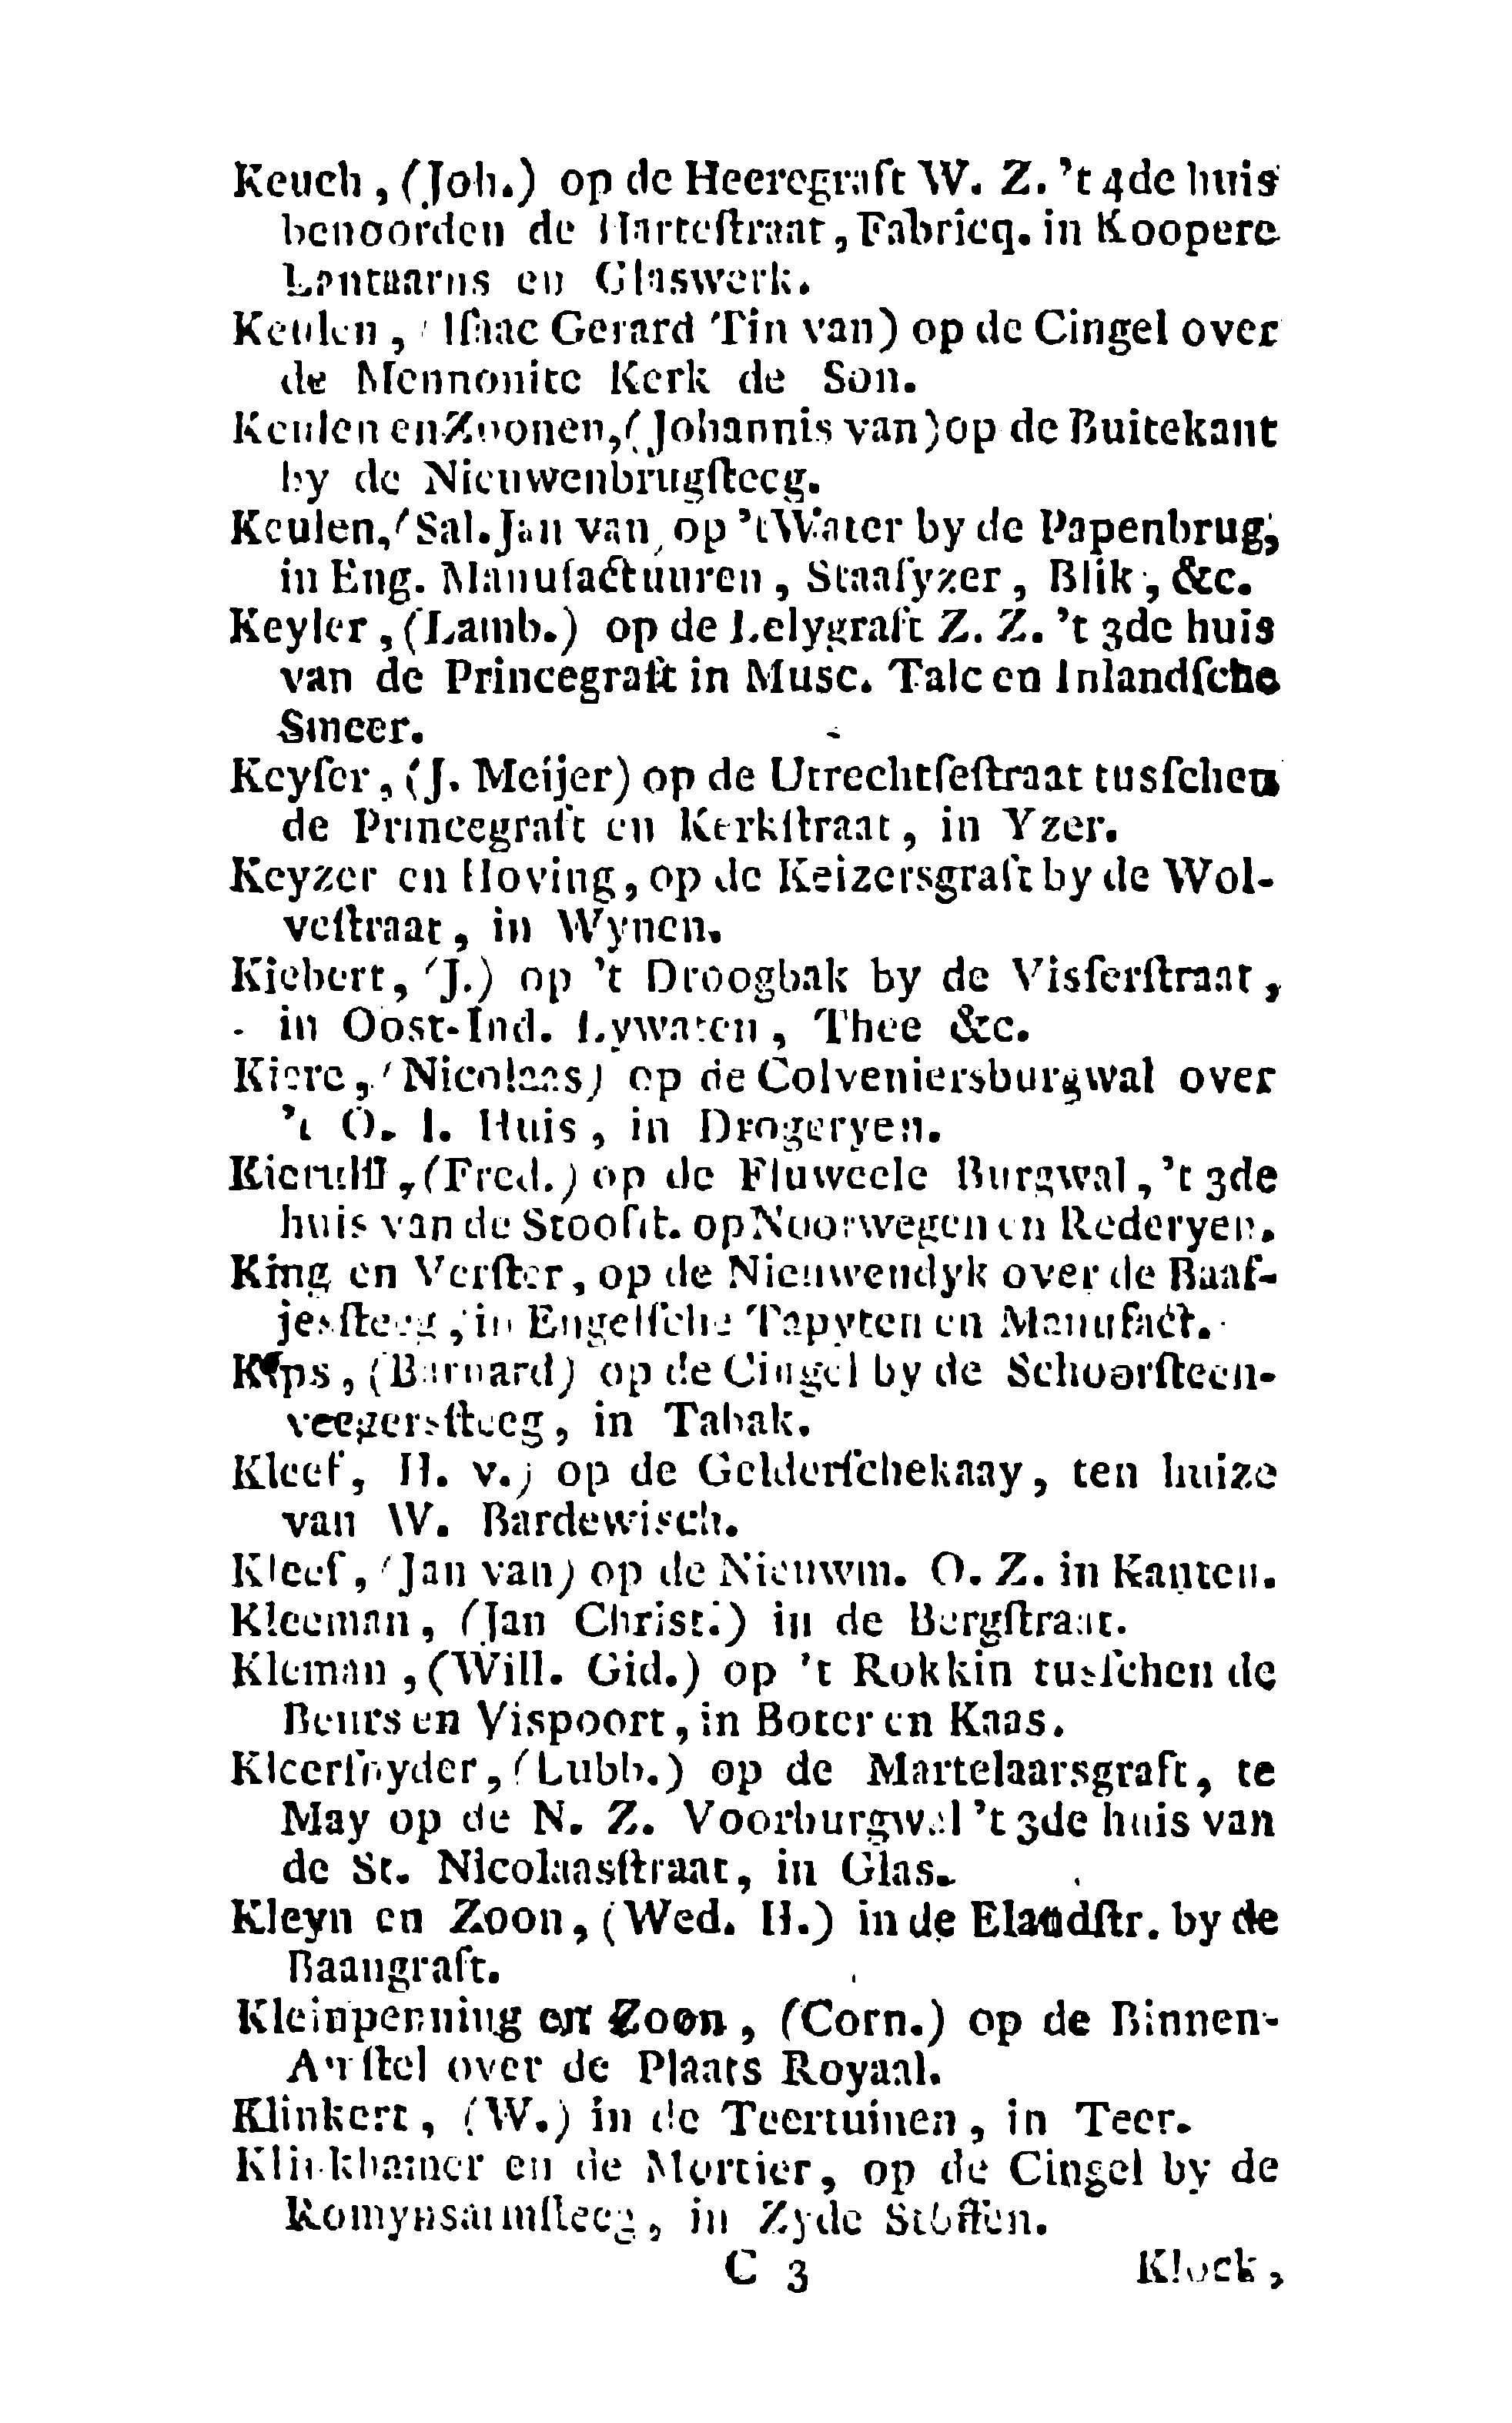 Keuch, (Joh.) op de Heeregraft W. Z. 't 4de huis
benoorden de Harteſtraat, Fabricq. in Koopere
Lantaarns en Glaswerk.
Keulen, (Iſaac Gerard Tin van) op de Cingel over
de Mennonite Kerk de Son.
Keulen en Zoonen, (Johannis van) op de Buitekant
by de Nieuwenbrugſteeg.
Keulen, (Sal. Jan van, op 't Water by de Papenbrug,
in Eng. Manufactuuren, Staafyzer, Blik, &c.
Keyler, (Lamb.) op de Lelygraft Z. Z. 't 3de huis
van de Princegraft in Musc. Talc en Inlandſche
Smeer.
Keyſer, (J. Meijer) op de Utrechtſeſtraat tusſchen
de Princegraft en Kerkſtraat, in Yzer.
Keyzer en Hoving, op de Keizersgraft by de Wol-
veſtraat, in Wynen.
Kiebert, (J.) op 't Droogbak by de Visſerſtraat,
in Oost-Ind. Lywaten, Thee &c.
Kiere, (Nicolaas) op de Colveniersburgwal over
't O. I. Huis, in Drogeryen.
(Fred.) op de Fluweele Burgwal, 't 3de
huis van de Stoofſt. op Noorwegen en Rederyen.
King en Verſter, op de Nieuwendyk over de Baaf-
jesſteeg, in Engelſche Tapyten en Manufact.
Kips, (Barnard) op de Cingel by de Schoorſteen-
veegersſteeg, in Tabak.
Kleef, H. v.) op de Gelderſchekaay, ten huize
van W. Bardewisch.
Kleef, (Jan van) op de Nieuwm. O. Z. in Kanten.
Kleeman, (Jan Christ.) in de Bergſtraat.
Kleman, (Will. Gid.) op 't Rokkin tusſchen de
Beurs en Vispoort, in Boter en Kaas.
Kleerſnyder, (Lubb.) op de Martelaarsgraft, te
May op de N. Z. Voorburgwal 't 3de huis van
de St. Nicolaasſtraat, in Glas.
Kleyn en Zoon, (Wed. H.) in de Elandſtr. by de
Baangraft.
Kleinpenning en Zoon, (Corn.) op de Binnen-
Amſtel over de Plaats Royaal.
Klinkert, (W.) in de Teertuinen, in Teer.
Klinkhamer en de Mortier, op de Cingel by de
Romynsarmſteeg, in Zyde Stoffen.
C 3 Klock,